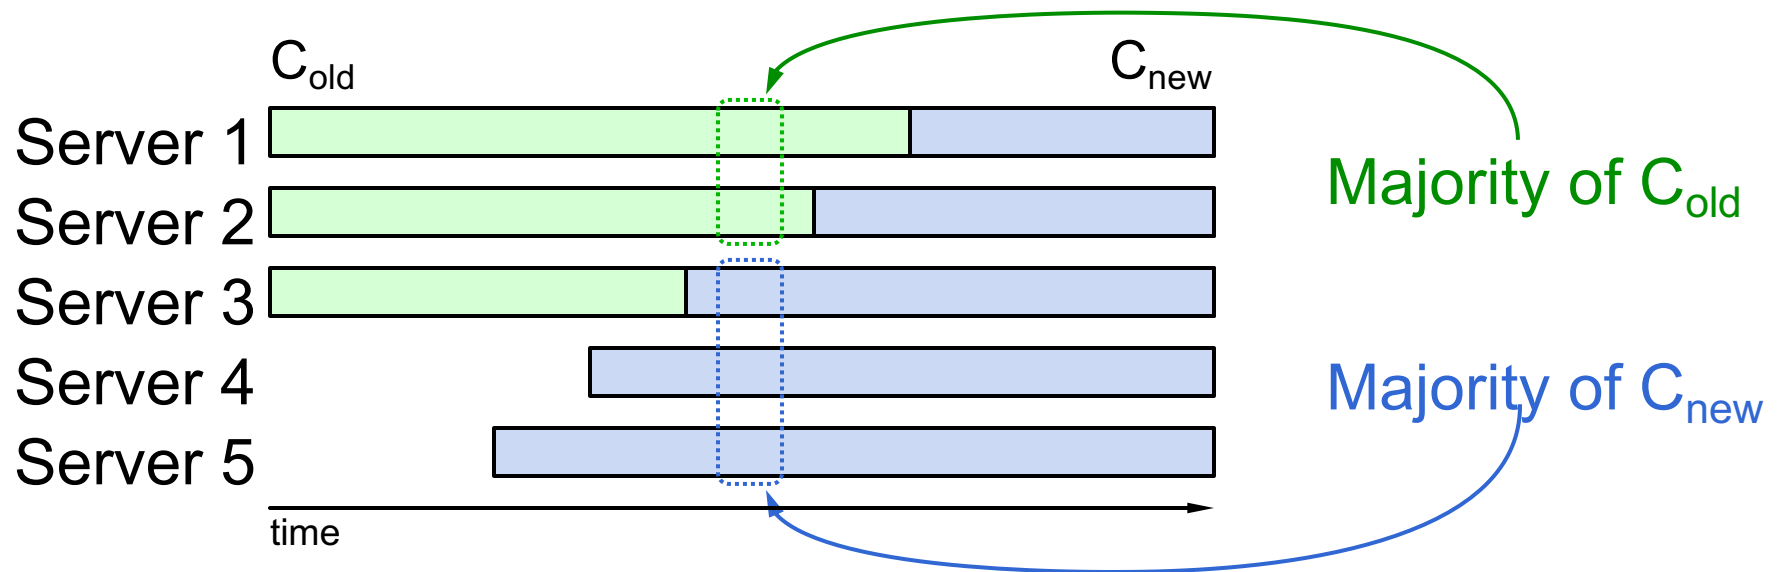 Cold
Cnew
Server 1
Server 2
Server 3
Server 4
Server 5
time
Majority of Cold
Majority of Cnew